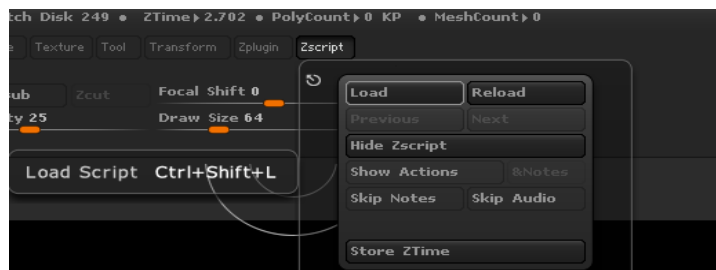 tch Disk 249 ● ZTime▸2.702 ● PolyCount▸0 KP ● MeshCount▸0
e Texture Tool Transform Zplugin Zscript
ub Zcut Focal Shift 0
ty 25 Draw Size 64
Load Reload
Previous Next
Hide Zscript
Load Script Ctrl+Shift+L
Show Actions &Notes
Skip Notes Skip Audio
Store ZTime